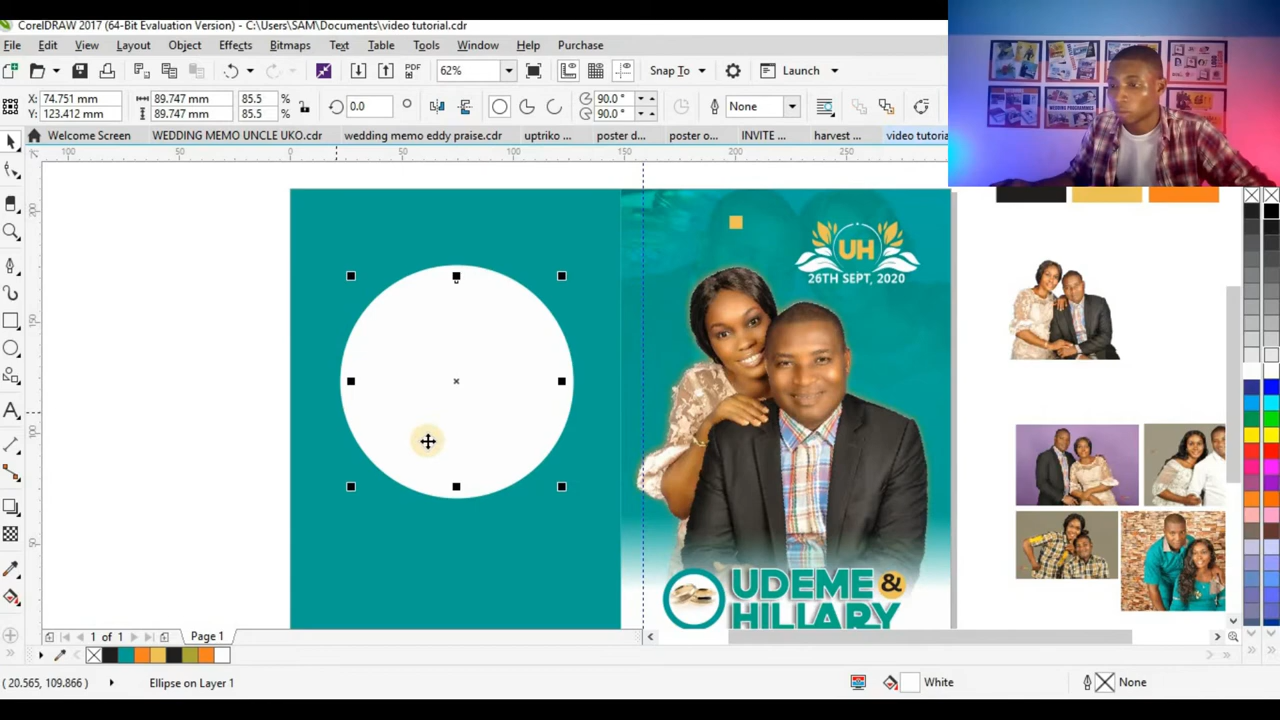 CorelDRAW 2017 (64-Bit Evaluation Version) - C:\Users\SAM\Documents\video tutorial.cdr
File Edit View Layout Object Effects Bitmaps Text Table Tools Window Help Purchase
PDF 62% Snap To Launch
X: 74.751 mm 89.747 mm 85.5 % 0.0 90.0 ° None
Y: 123.412 mm 89.747 mm 85.5 % 90.0 °
Welcome Screen WEDDING MEMO UNCLE UKO.cdr wedding memo eddy praise.cdr uptriko ... poster d... poster o... INVITE ... harvest ... video tutoria
100 50 0 50 100 150 200 250
200
150
100
50
UH
26TH SEPT, 2020
UDEME &
HILLARY
1 of 1 Page 1
( 20.565, 109.866 ) Ellipse on Layer 1 White None